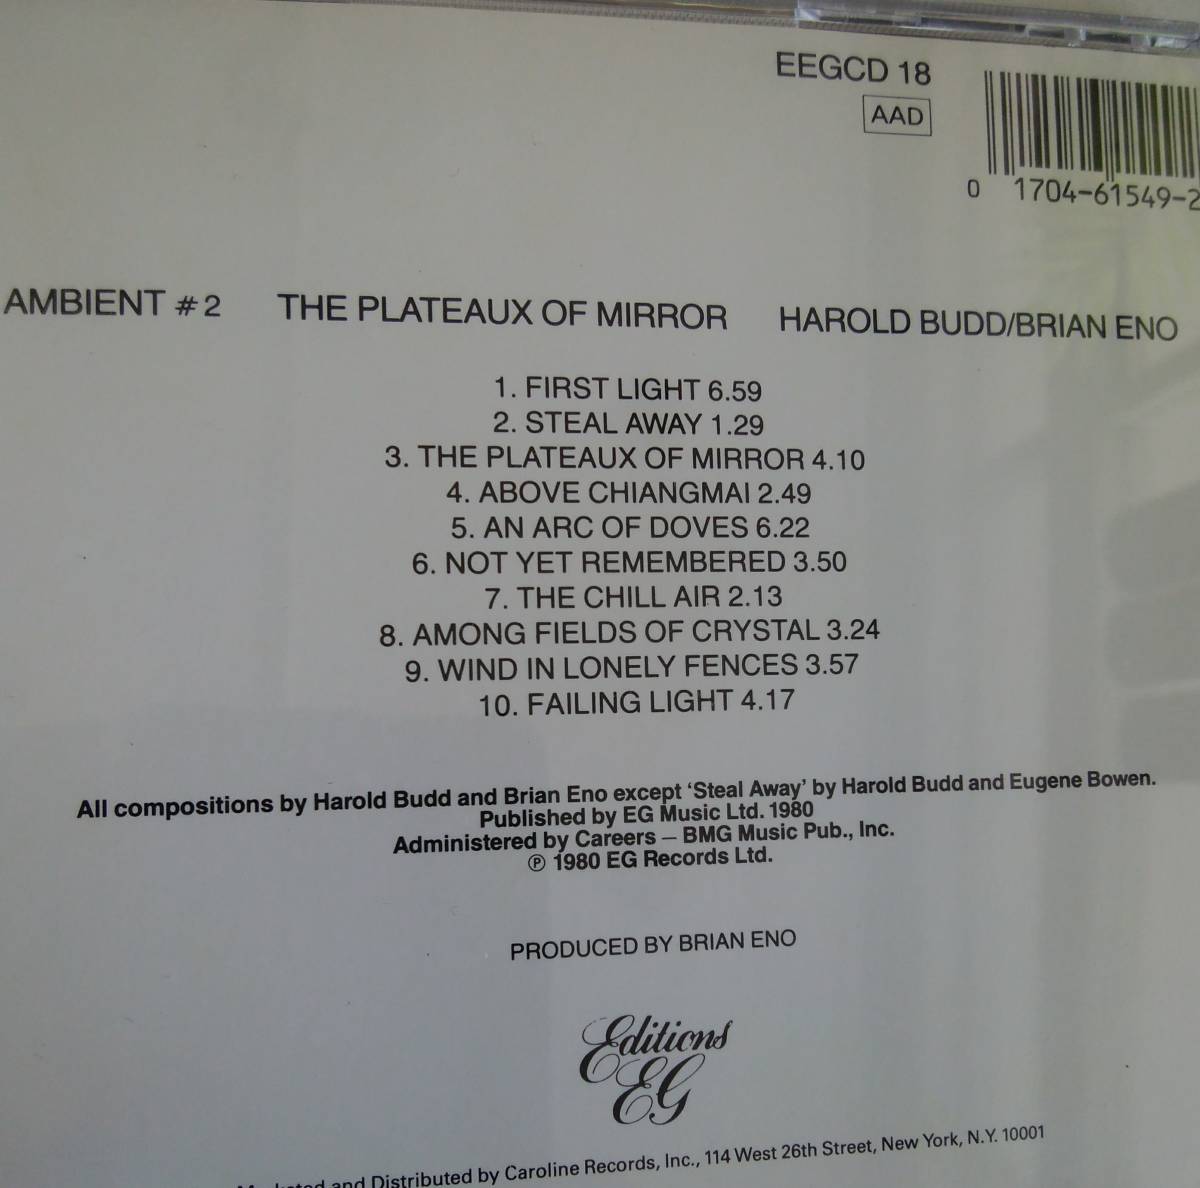 EEGCD 18
AAD
0 1704-61549-2
AMBIENT #2 THE PLATEAUX OF MIRROR HAROLD BUDD/BRIAN ENO
1. FIRST LIGHT 6.59
2. STEAL AWAY 1.29
3. THE PLATEAUX OF MIRROR 4.10
4. ABOVE CHIANGMAI 2.49
5. AN ARC OF DOVES 6.22
6. NOT YET REMEMBERED 3.50
7. THE CHILL AIR 2.13
8. AMONG FIELDS OF CRYSTAL 3.24
9. WIND IN LONELY FENCES 3.57
10. FAILING LIGHT 4.17
All compositions by Harold Budd and Brian Eno except ‘Steal Away’ by Harold Budd and Eugene Bowen.
Published by EG Music Ltd. 1980
Administered by Careers – BMG Music Pub., Inc.
℗ 1980 EG Records Ltd.
PRODUCED BY BRIAN ENO
Editions
EG
and Distributed by Caroline Records, Inc., 114 West 26th Street, New York, N.Y. 10001